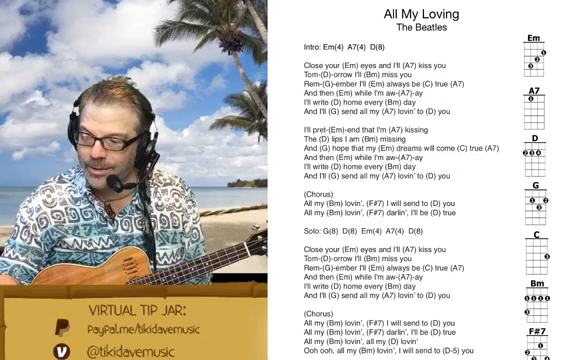 All My Loving
The Beatles
Intro: Em(4) A7(4) D(8)
Close your (Em) eyes and I'll (A7) kiss you
Tom-(D)-orrow I'll (Bm) miss you
Rem-(G)-ember I'll (Em) always be (C) true (A7)
And then (Em) while I'm aw-(A7)-ay
I'll write (D) home every (Bm) day
And I'll (G) send all my (A7) lovin' to (D) you
I'll pret-(Em)-end that I'm (A7) kissing
The (D) lips I am (Bm) missing
And (G) hope that my (Em) dreams will come (C) true (A7)
And then (Em) while I'm aw-(A7)-ay
I'll write (D) home every (Bm) day
And I'll (G) send all my (A7) lovin' to (D) you
(Chorus)
All my (Bm) lovin', (F#7) I will send to (D) you
All my (Bm) lovin', (F#7) darlin', I'll be (D) true
Solo: G(8) D(8) Em(4) A7(4) D(8)
Close your (Em) eyes and I'll (A7) kiss you
Tom-(D)-orrow I'll (Bm) miss you
Rem-(G)-ember I'll (Em) always be (C) true (A7)
And then (Em) while I'm aw-(A7)-ay
I'll write (D) home every (Bm) day
And I'll (G) send all my (A7) lovin' to (D) you
(Chorus)
All my (Bm) lovin', (F#7) I will send to (D) you
All my (Bm) lovin', (F#7) darlin', I'll be (D) true
All my (Bm) lovin', all my (D) lovin'
Ooh ooh, all my (Bm) lovin', I will send to (D-5) you
Em
A7
D
G
C
Bm
F#7
VIRTUAL TIP JAR:
PayPal.me/tikidavemusic
@tikidavemusic